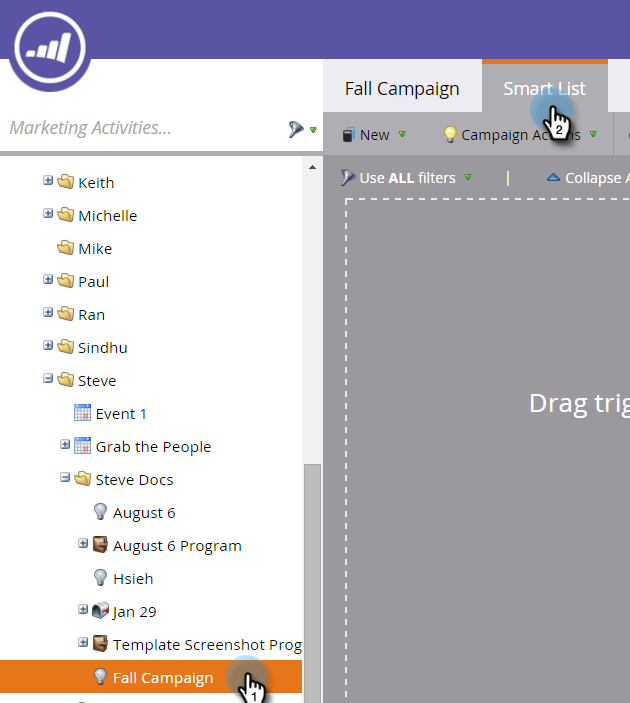 Fall Campaign
Smart List
2
Marketing Activities...
New
Campaign Actions
Use ALL filters
Collapse A
Keith
Michelle
Mike
Paul
Ran
Sindhu
Steve
Event 1
Drag trig
Grab the People
Steve Docs
August 6
August 6 Program
Hsieh
Jan 29
Template Screenshot Prog
Fall Campaign
1